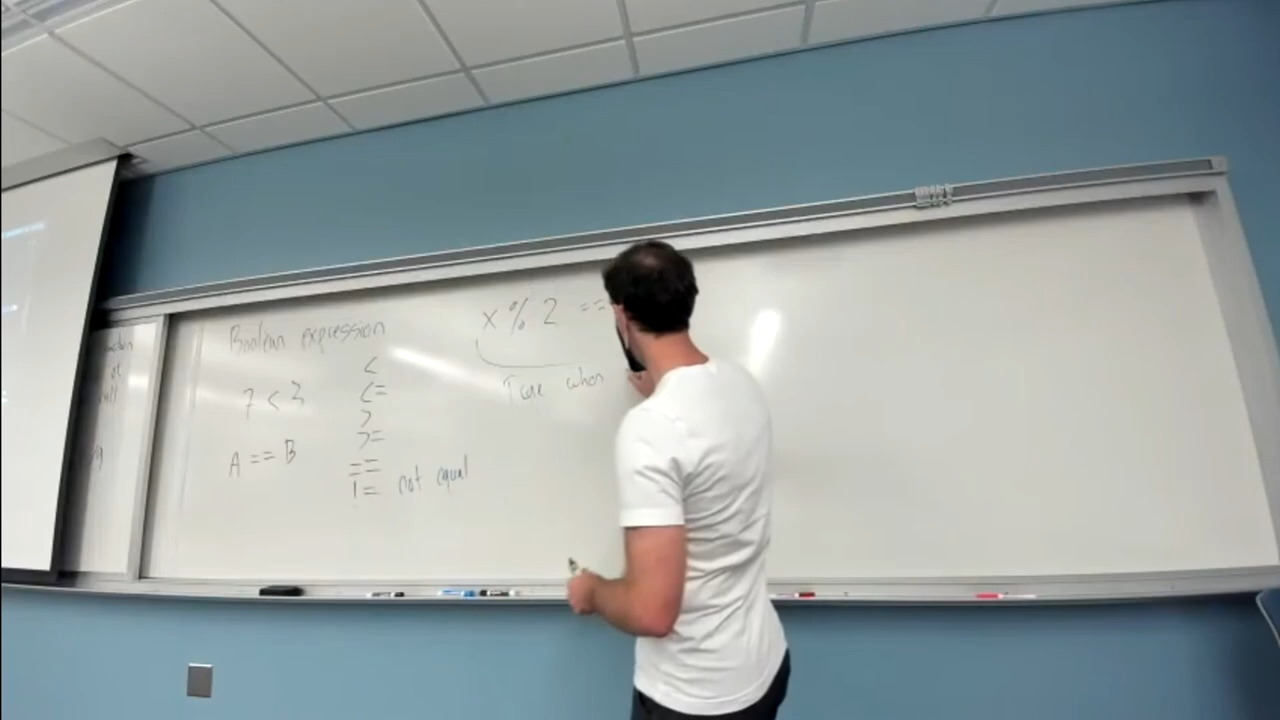 Boolean expression
7 < 3
A == B
<
<=
>
>=
==
!= not equal
x % 2 ==
True when